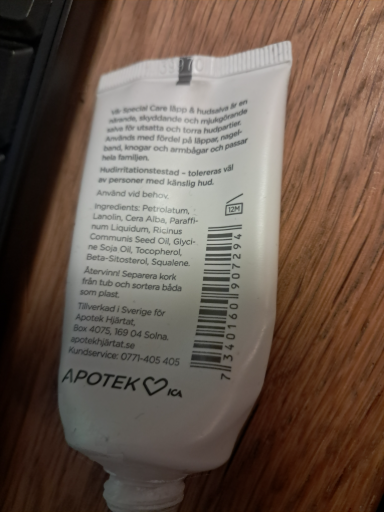 Vår Special Care läpp & hudsalva är en
närande, skyddande och mjukgörande
salva för utsatta och torra hudpartier.
Används med fördel på läppar, nagel-
band, knogar och armbågar och passar
hela familjen.
Hudirritationstestad – tolereras väl
av personer med känslig hud.
Använd vid behov.
Ingredients: Petrolatum,
Lanolin, Cera Alba, Paraffi-
num Liquidum, Ricinus
Communis Seed Oil, Glyci-
ne Soja Oil, Tocopherol,
Beta-Sitosterol, Squalene.
Återvinn! Separera kork
från tub och sortera båda
som plast.
Tillverkad i Sverige för
Apotek Hjärtat,
Box 4075, 169 04 Solna,
apotekhjärtat.se
Kundservice: 0771-405 405
12M
7 340160 907294
APOTEK
ICA